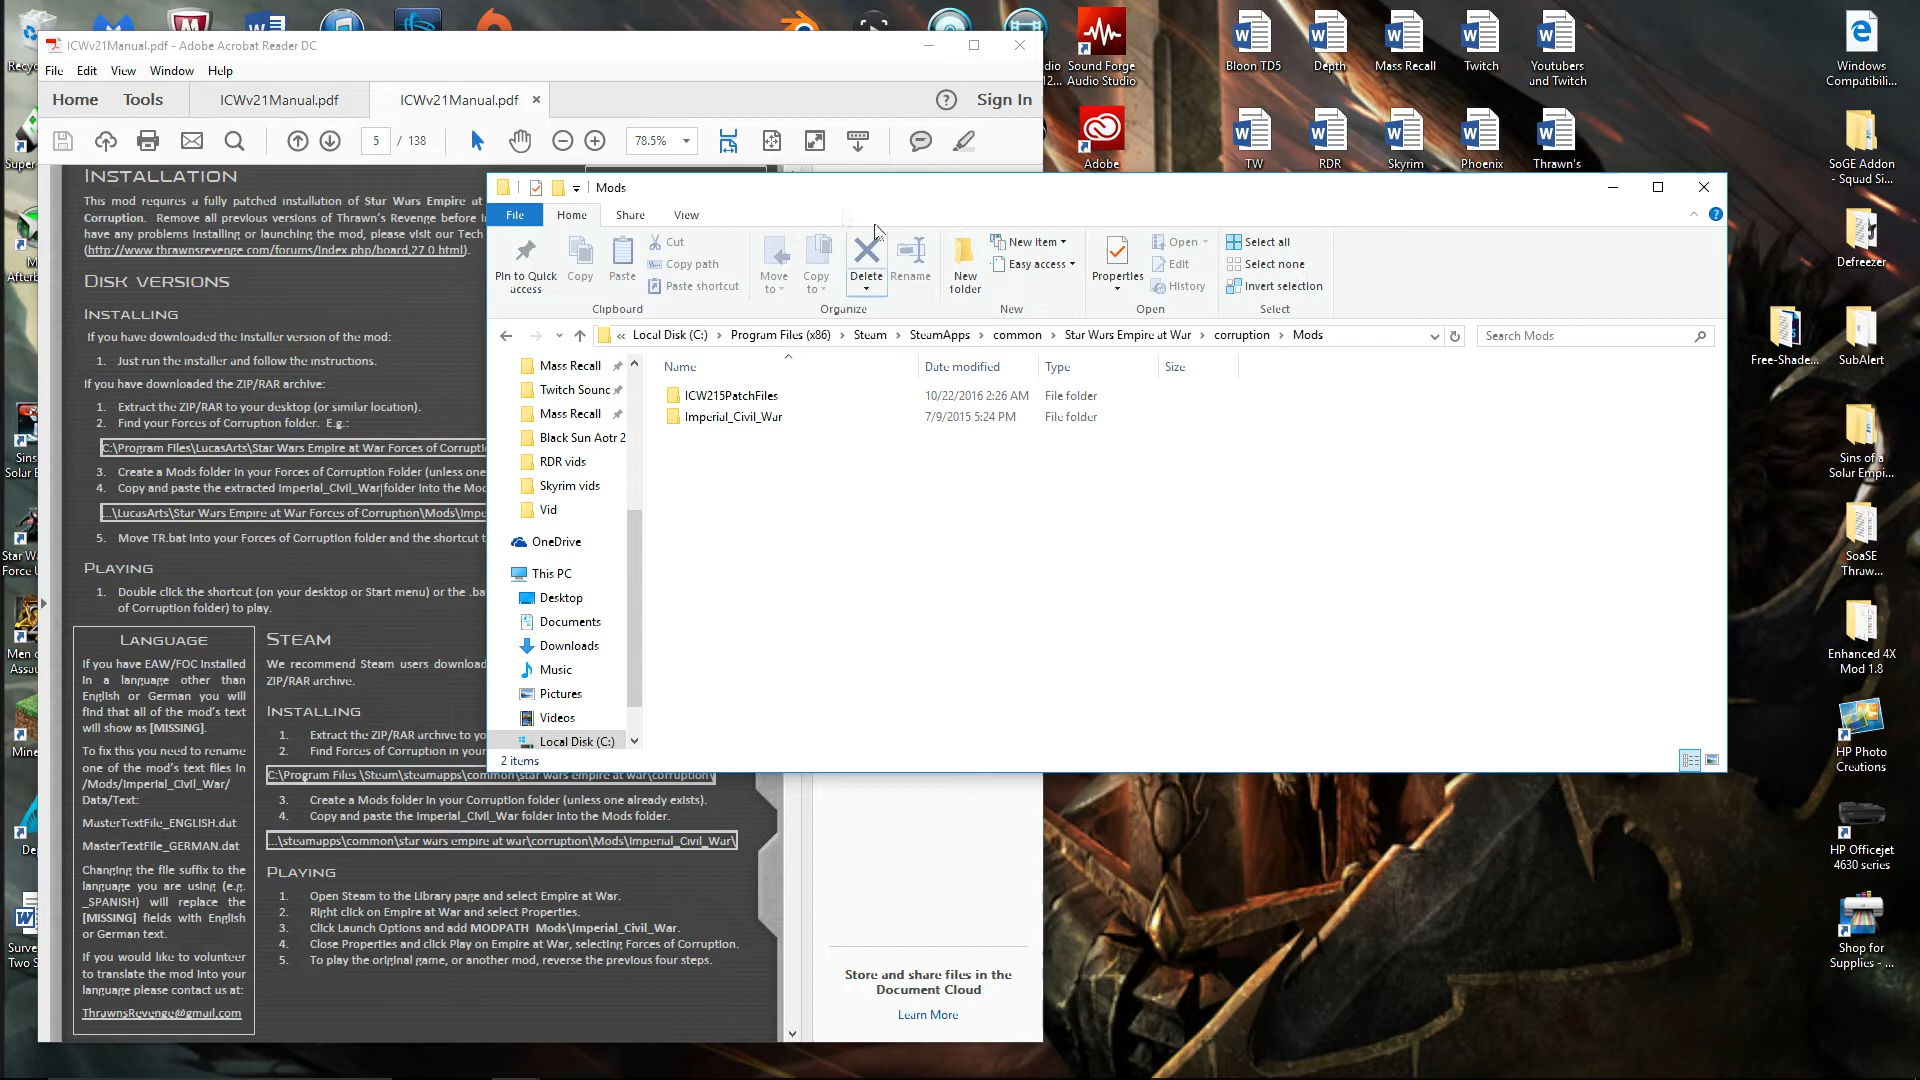 ICWv21Manual.pdf - Adobe Acrobat Reader DC
File Edit View Window Help
Home Tools ICWv21Manual.pdf ICWv21Manual.pdf Sign In
5 / 138 78.5%
INSTALLATION
This mod requires a fully patched installation of Star Wars Empire at
Corruption. Remove all previous versions of Thrawn's Revenge before In
have any problems installing or launching the mod, please visit our Tech
(http://www.thrawnsrevenge.com/forums/index.php/board,27.0.html).
DISK VERSIONS
INSTALLING
If you have downloaded the installer version of the mod:
1. Just run the installer and follow the instructions.
If you have downloaded the ZIP/RAR archive:
1. Extract the ZIP/RAR to your desktop (or similar location).
2. Find your Forces of Corruption folder. E.g.:
C:\Program Files\LucasArts\Star Wars Empire at War Forces of Corrupti
3. Create a Mods folder in your Forces of Corruption Folder (unless one
4. Copy and paste the extracted Imperial_Civil_War folder into the Mod
...\LucasArts\Star Wars Empire at War Forces of Corruption\Mods\Impe
5. Move TR.bat into your Forces of Corruption folder and the shortcut t
PLAYING
1. Double click the shortcut (on your desktop or Start menu) or the .ba
of Corruption folder) to play.
LANGUAGE
If you have EAW/FOC installed
in a language other than
English or German you will
find that all of the mod's text
will show as [MISSING].
To fix this you need to rename
one of the mod's text files in
/Mods/Imperial_Civil_War/
Data/Text:
MasterTextFile_ENGLISH.dat
MasterTextFile_GERMAN.dat
Changing the file suffix to the
language you are using (e.g.
_SPANISH) will replace the
[MISSING] fields with English
or German text.
If you would like to volunteer
to translate the mod into your
language please contact us at:
ThrawnsRevenge@gmail.com
STEAM
We recommend Steam users download
ZIP/RAR archive.
INSTALLING
1. Extract the ZIP/RAR archive to yo
2. Find Forces of Corruption in your
C:\Program Files \Steam\steamapps\common\star wars empire at war\corruption\
3. Create a Mods folder in your Corruption folder (unless one already exists).
4. Copy and paste the Imperial_Civil_War folder into the Mods folder.
...\steamapps\common\star wars empire at war\corruption\Mods\Imperial_Civil_War\
PLAYING
1. Open Steam to the Library page and select Empire at War.
2. Right click on Empire at War and select Properties.
3. Click Launch Options and add MODPATH Mods\Imperial_Civil_War.
4. Close Properties and click Play on Empire at War, selecting Forces of Corruption.
5. To play the original game, or another mod, reverse the previous four steps.
Store and share files in the
Document Cloud
Learn More
Mods
File Home Share View
Pin to Quick
access
Copy
Paste
Cut
Copy path
Paste shortcut
Clipboard
Move
to
Copy
to
Delete
Rename
Organize
New
folder
New item
Easy access
New
Properties
Open
Edit
History
Open
Select all
Select none
Invert selection
Select
« Local Disk (C:) Program Files (x86) Steam SteamApps common Star Wars Empire at War corruption Mods
Search Mods
Name Date modified Type Size
ICW215PatchFiles 10/22/2016 2:26 AM File folder
Imperial_Civil_War 7/9/2015 5:24 PM File folder
Mass Recall
Twitch Sounc
Mass Recall
Black Sun Aotr 2
RDR vids
Skyrim vids
Vid
OneDrive
This PC
Desktop
Documents
Downloads
Music
Pictures
Videos
Local Disk (C:)
2 items
Sound Forge
Audio Studio
Adobe
Bloon TD5
Depth
Mass Recall
Twitch
Youtubers
and Twitch
TW
RDR
Skyrim
Phoenix
Thrawn's
Windows
Compatibili...
SoGE Addon
- Squad Si...
Defreezer
Free-Shade...
SubAlert
Sins of a
Solar Empi...
SoaSE
Thraw...
Enhanced 4X
Mod 1.8
HP Photo
Creations
HP Officejet
4630 series
Shop for
Supplies - ...
Recyc
Super-
M
Afterb
Sins
Solar E
Star W
Force U
Men o
Assau
Mine
De
Surve
Two S